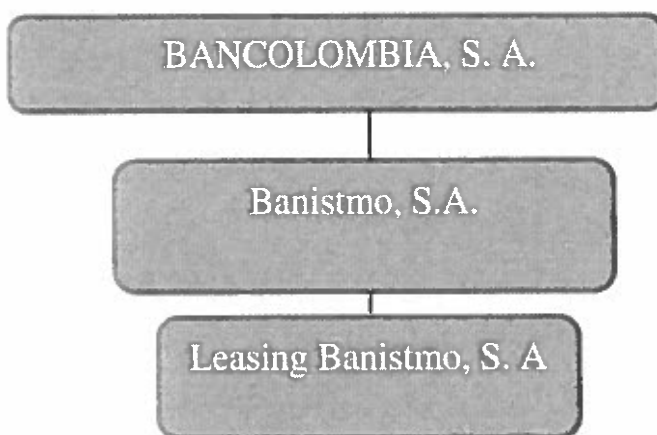 BANCOLOMBIA, S. A.
Banistmo, S.A.
Leasing Banistmo, S. A